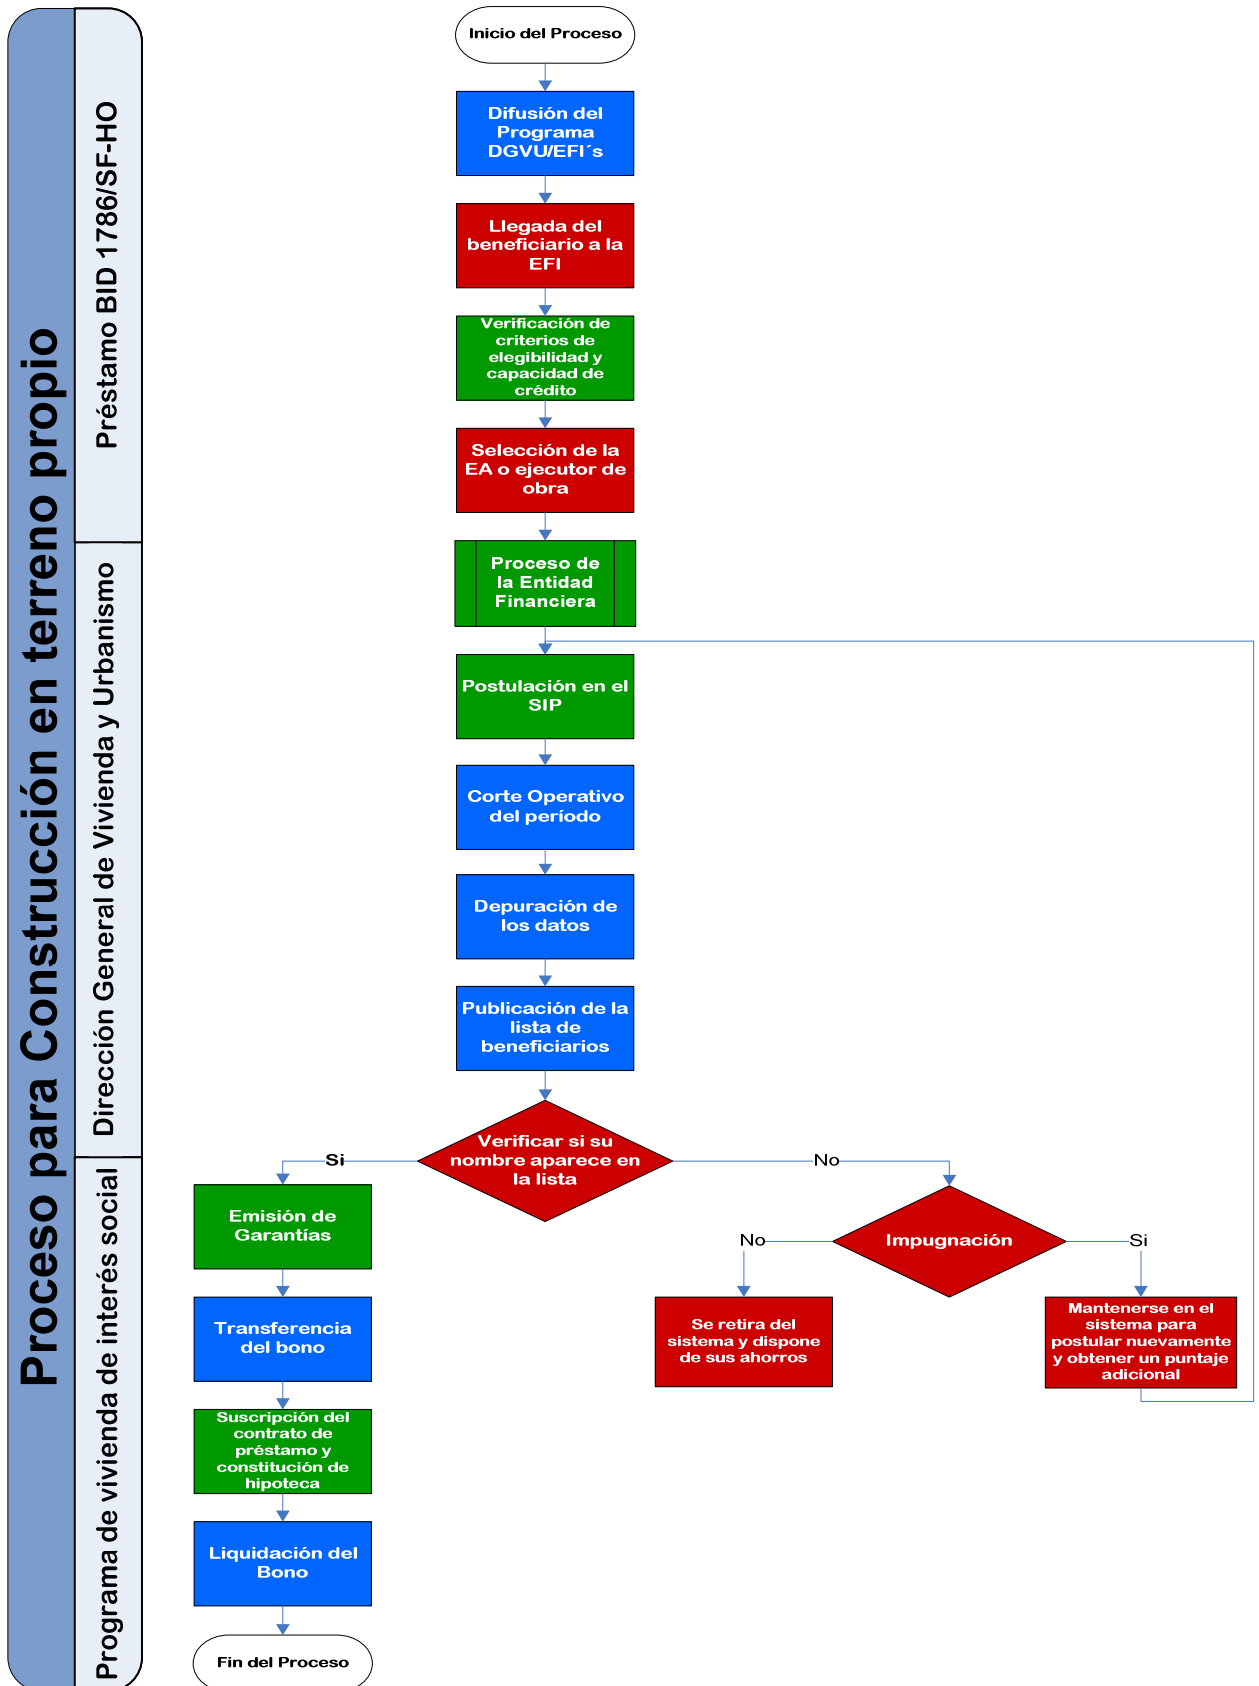 Proceso para Construcción en terreno propio
Préstamo BID 1786/SF-HO
Dirección General de Vivienda y Urbanismo
Programa de vivienda de interés social
Inicio del Proceso
Difusión del
Programa
DGVU/EFI´s
Llegada del
beneficiario a la
EFI
Verificación de
criterios de
elegibilidad y
capacidad de
crédito
Selección de la
EA o ejecutor de
obra
Proceso de
la Entidad
Financiera
Postulación en el
SIP
Corte Operativo
del período
Depuración de
los datos
Publicación de la
lista de
beneficiarios
Verificar si su
nombre aparece en
la lista
Si
No
Emisión de
Garantías
Impugnación
No
Si
Transferencia
del bono
Se retira del
sistema y dispone
de sus ahorros
Mantenerse en el
sistema para
postular nuevamente
y obtener un puntaje
adicional
Suscripción del
contrato de
préstamo y
constitución de
hipoteca
Liquidación del
Bono
Fin del Proceso